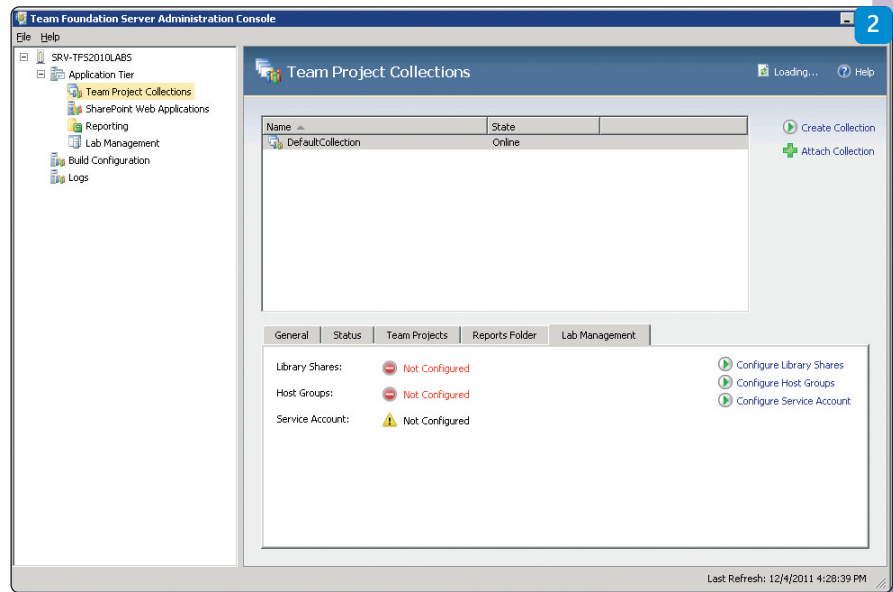 Team Foundation Server Administration Console
2
File Help
SRV-TFS2010LABS
Application Tier
Team Project Collections
SharePoint Web Applications
Reporting
Lab Management
Build Configuration
Logs
Team Project Collections
Loading... Help
Name State
DefaultCollection Online
Create Collection
Attach Collection
General Status Team Projects Reports Folder Lab Management
Library Shares: Not Configured
Host Groups: Not Configured
Service Account: Not Configured
Configure Library Shares
Configure Host Groups
Configure Service Account
Last Refresh: 12/4/2011 4:28:39 PM